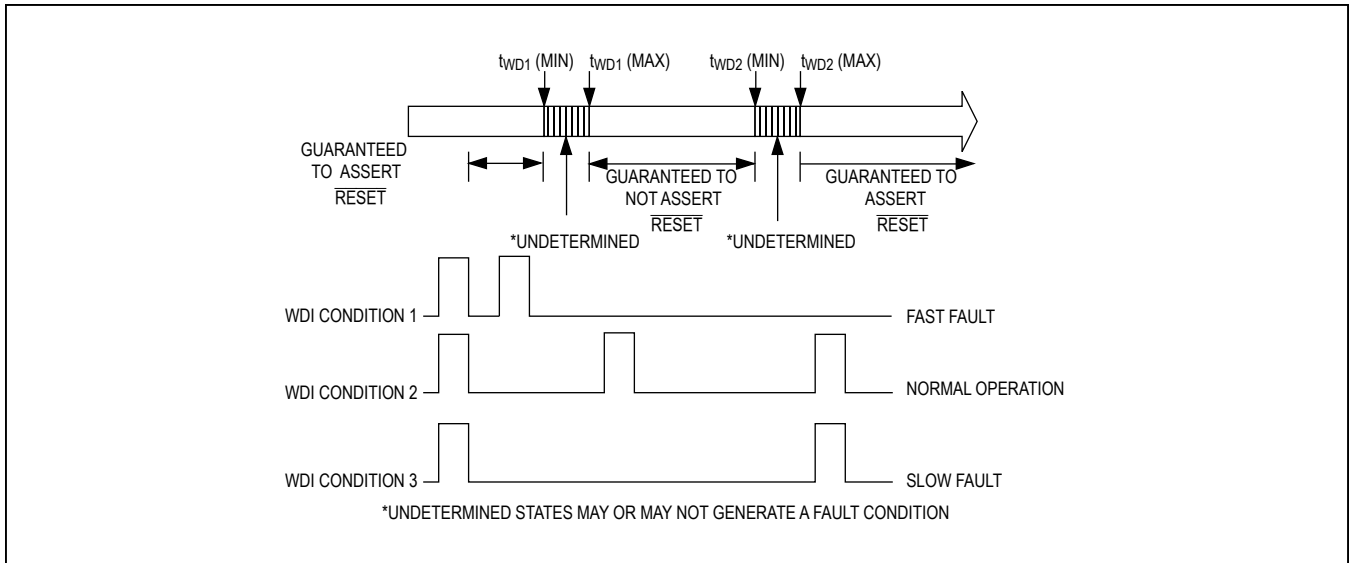 tWD1 (MIN) tWD1 (MAX) tWD2 (MIN) tWD2 (MAX)
GUARANTEED
TO ASSERT
RESET
GUARANTEED TO
NOT ASSERT
RESET
GUARANTEED TO
ASSERT
RESET
*UNDETERMINED
*UNDETERMINED
WDI CONDITION 1
FAST FAULT
WDI CONDITION 2
NORMAL OPERATION
WDI CONDITION 3
SLOW FAULT
*UNDETERMINED STATES MAY OR MAY NOT GENERATE A FAULT CONDITION